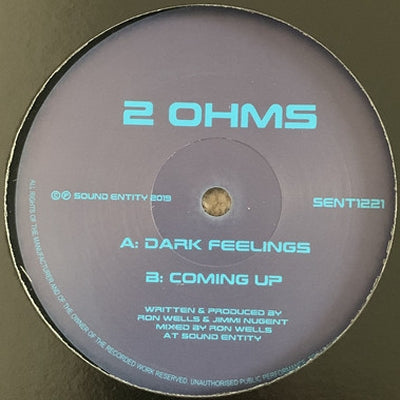 2 OHMS
© ℗ SOUND ENTITY 2019
SENT1221
A: DARK FEELINGS
B: COMING UP
WRITTEN & PRODUCED BY
RON WELLS & JIMMI NUGENT
MIXED BY RON WELLS
AT SOUND ENTITY
ALL RIGHTS OF THE MANUFACTURER AND OF THE OWNER OF THE RECORDED WORK RESERVED. UNAUTHORISED PUBLIC PERFORMANCE